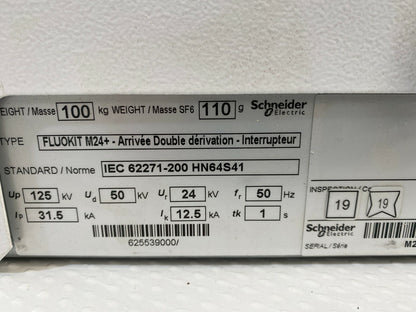 EIGHT / Masse 100 kg WEIGHT / Masse SF6 110 g Schneider Electric
TYPE FLUOKIT M24+ - Arrivée Double dérivation - Interrupteur
STANDARD / Norme IEC 62271-200 HN64S41
Up 125 kV Ud 50 kV Ur 24 kV fr 50 Hz
Ip 31.5 kA Ik 12.5 kA tk 1 s
625539000/
INSPECTION / Co
19 19
Schneider Electric
SERIAL / Série M2